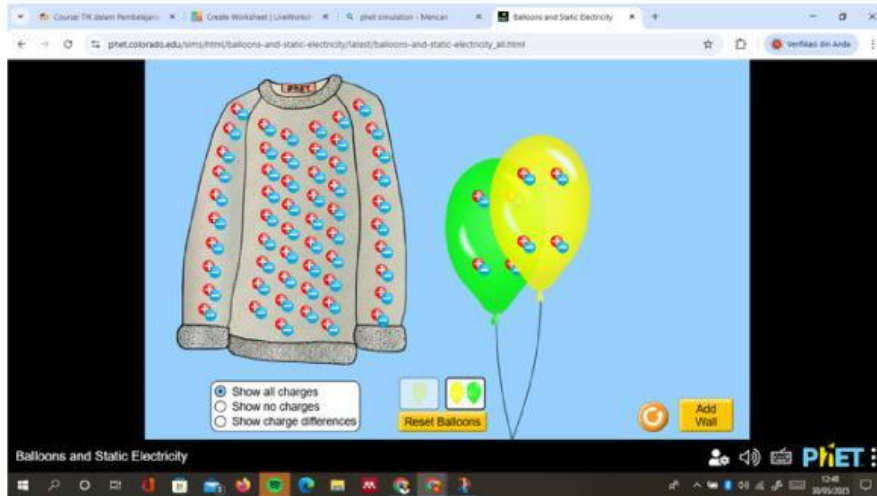 Course: TIK dalam Pembelajaran
Create Worksheet | LiveWorksh
phet simulation - Mencari
Balloons and Static Electricity
phet.colorado.edu/sims/html/balloons-and-static-electricity/latest/balloons-and-static-electricity_all.html
Verifikasi diri Anda
PhET
Show all charges
Show no charges
Show charge differences
Reset Balloons
Add
Wall
Balloons and Static Electricity
PhET
12:48
30/05/2025